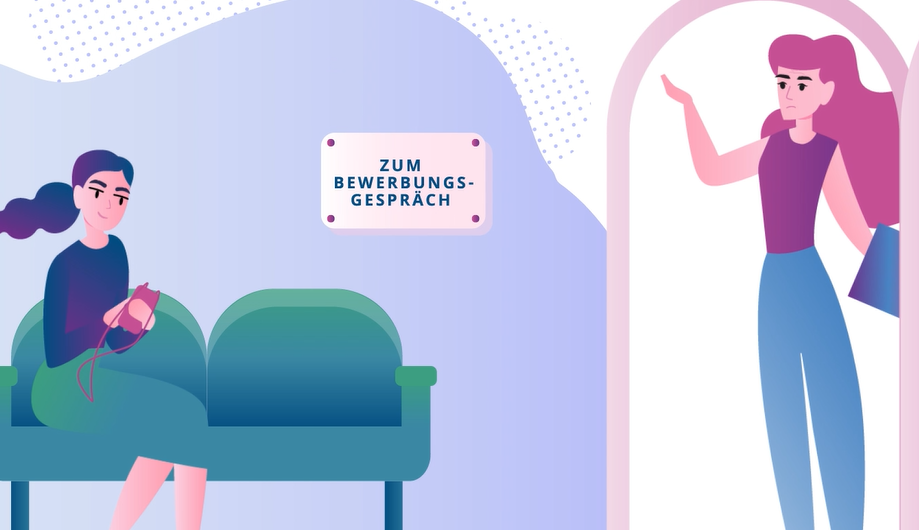 ZUM
BEWERBUNGS-
GESPRÄCH